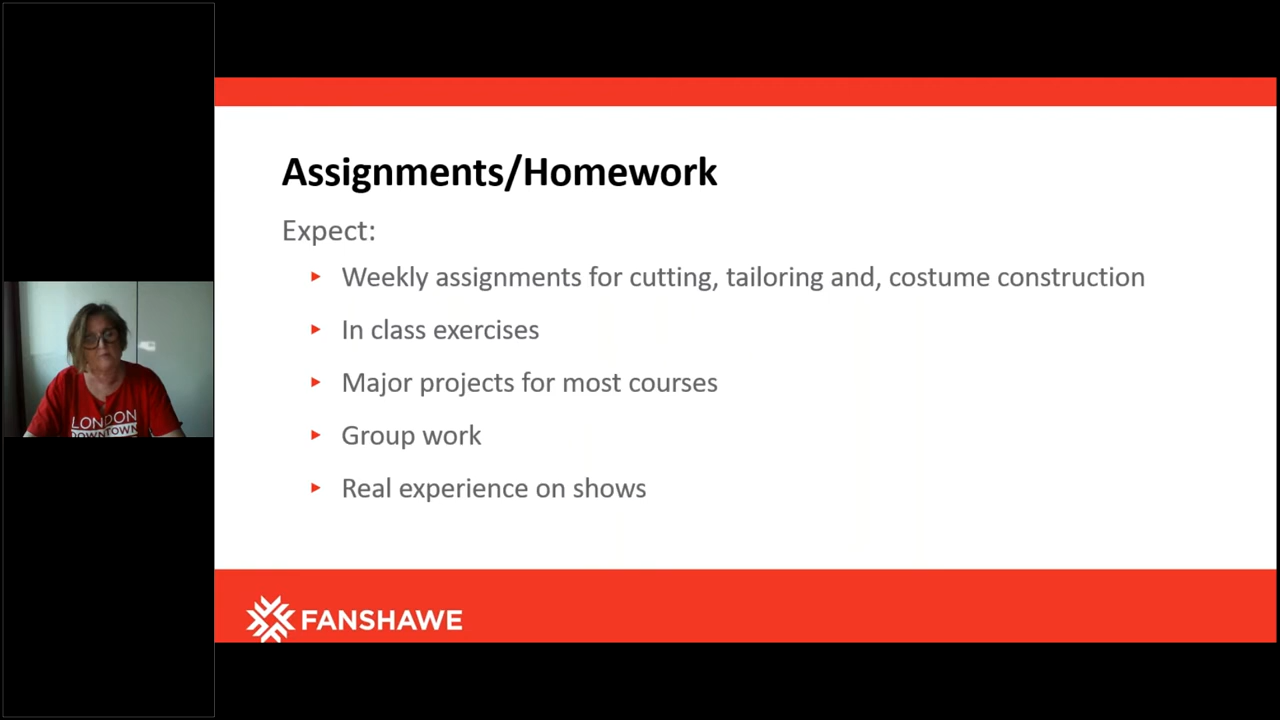 Assignments/Homework
Expect:
Weekly assignments for cutting, tailoring and, costume construction
In class exercises
Major projects for most courses
Group work
Real experience on shows
LONDON
DOWNTOWN
FANSHAWE